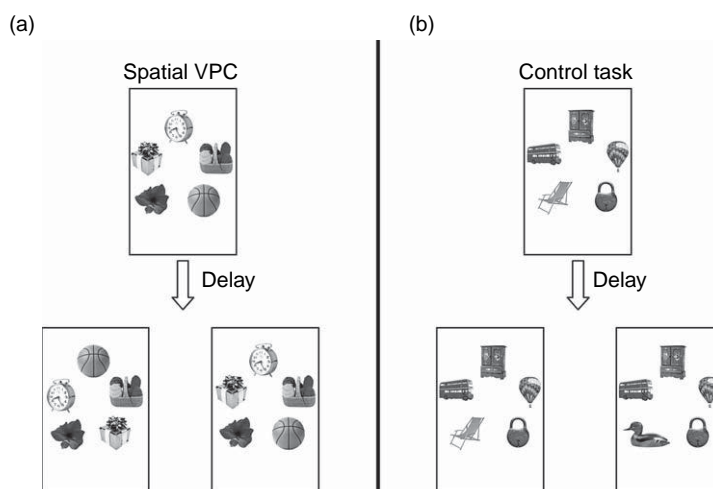 (a)
Spatial VPC
Delay
(b)
Control task
Delay